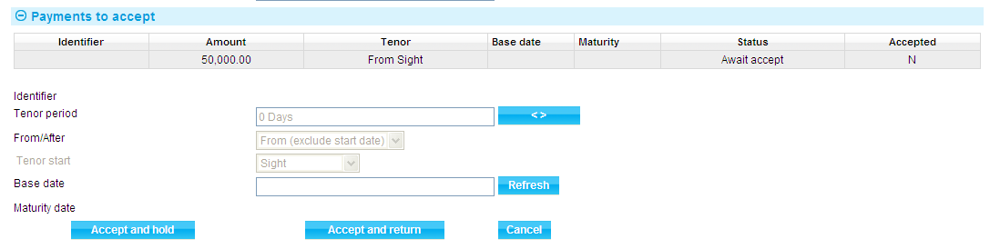 Payments to accept
Identifier Amount Tenor Base date Maturity Status Accepted
50,000.00 From Sight Await accept N
Identifier
Tenor period 0 Days < >
From/After From (exclude start date)
Tenor start Sight
Base date Refresh
Maturity date
Accept and hold Accept and return Cancel